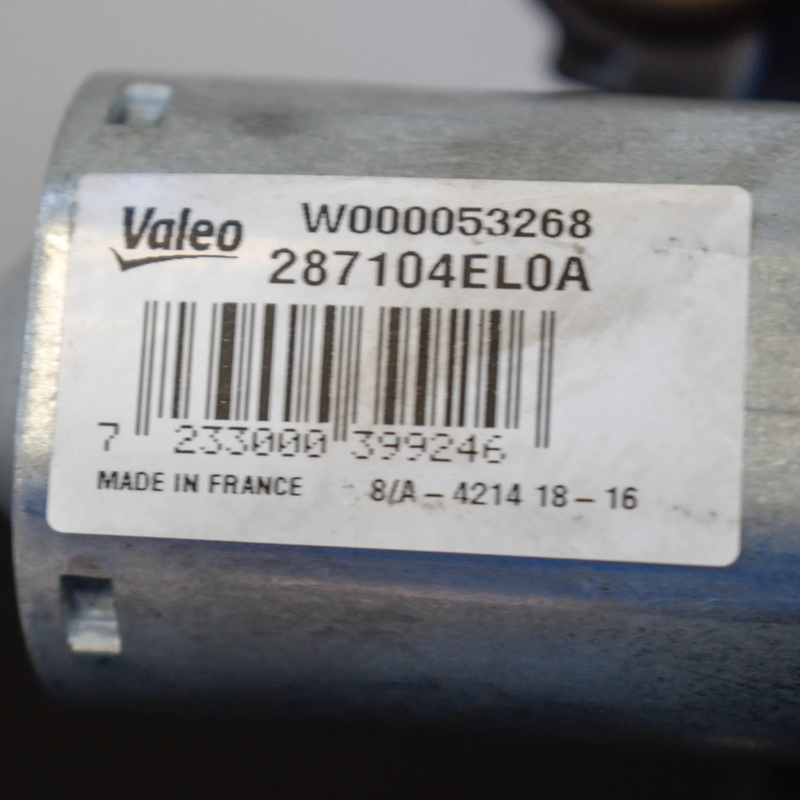 Valeo W000053268
287104EL0A
7 233000 399246
MADE IN FRANCE 8/A - 4214 18 - 16